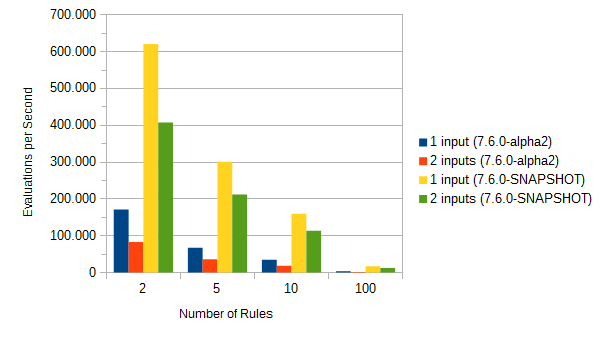 700.000
600.000
500.000
400.000
300.000
200.000
100.000
0
Evaluations per Second
2 5 10 100
Number of Rules
1 input (7.6.0-alpha2)
2 inputs (7.6.0-alpha2)
1 input (7.6.0-SNAPSHOT)
2 inputs (7.6.0-SNAPSHOT)